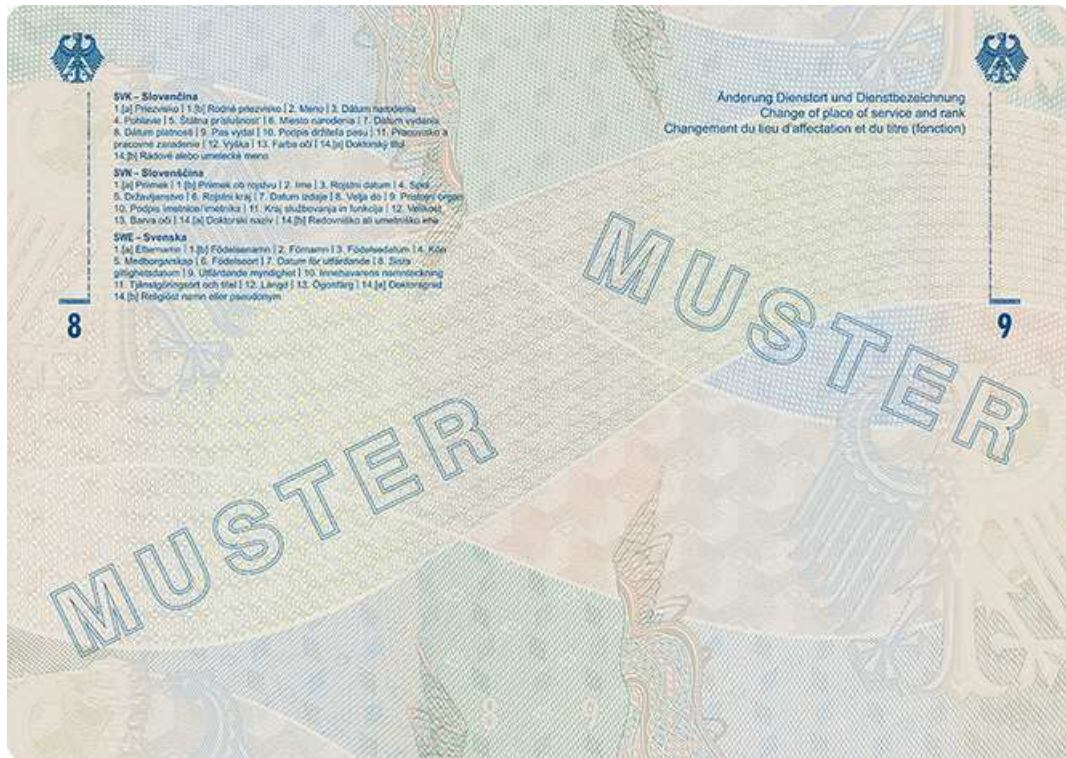 SVK – Slovenčina
1.[a] Priezvisko | 1.[b] Rodné priezvisko | 2. Meno | 3. Dátum narodenia
4. Pohlavie | 5. Štátna príslušnosť | 6. Miesto narodenia | 7. Dátum vydania
8. Dátum platnosti | 9. Pas vydal | 10. Podpis držiteľa pasu | 11. Pracovisko a
pracovné zaradenie | 12. Výška | 13. Farba očí | 14.[a] Doktorský titul
14.[b] Rádové alebo umelecké meno
SVN – Slovenščina
1.[a] Priimek | 1.[b] Priimek ob rojstvu | 2. Ime | 3. Rojstni datum | 4. Spol
5. Državljanstvo | 6. Rojstni kraj | 7. Datum izdaje | 8. Velja do | 9. Pristojni organ
10. Podpis imetnice/imetnika | 11. Kraj službovanja in funkcija | 12. Velikost
13. Barva oči | 14.[a] Doktorski naziv | 14.[b] Redovniško ali umetniško ime
SWE – Svenska
1.[a] Efternamn | 1.[b] Födelsenamn | 2. Förnamn | 3. Födelsedatum | 4. Kön
5. Medborgarskap | 6. Födelseort | 7. Datum för utfärdande | 8. Sista
giltighetsdatum | 9. Utfärdande myndighet | 10. Innehavarens namnteckning
11. Tjänstgöringsort och titel | 12. Längd | 13. Ögonfärg | 14.[a] Doktorsgrad
14.[b] Religiöst namn eller pseudonym
8
Änderung Dienstort und Dienstbezeichnung
Change of place of service and rank
Changement du lieu d'affectation et du titre (fonction)
9
MUSTER
MUSTER
8 9